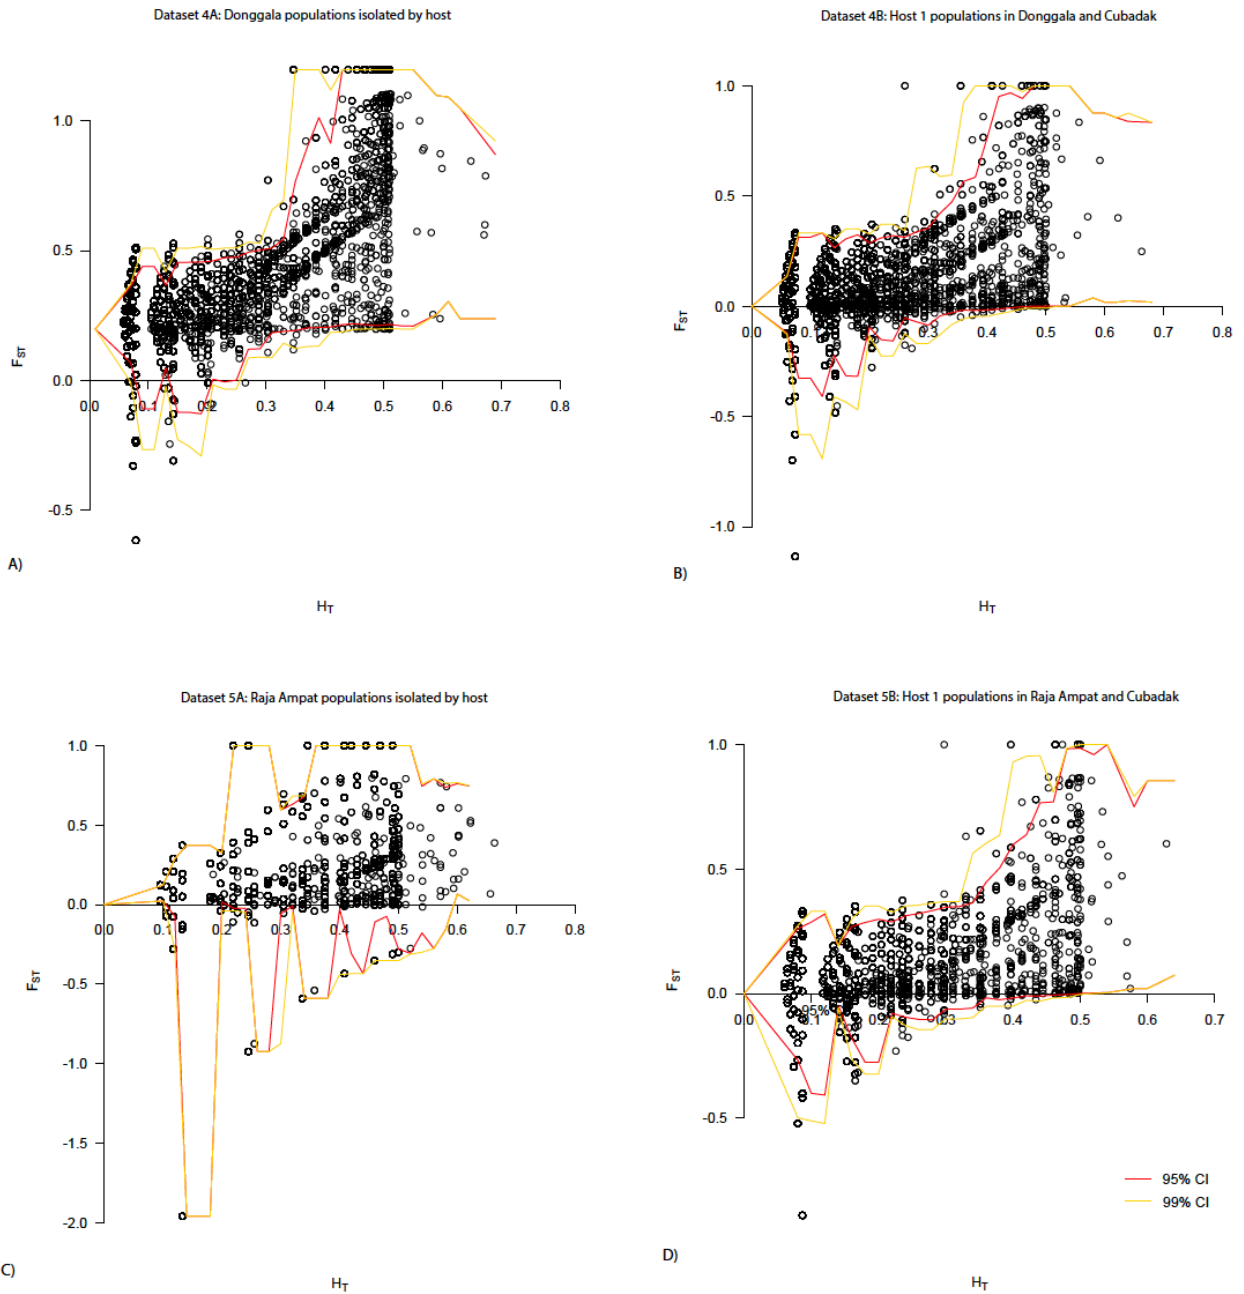 Dataset 4A: Donggala populations isolated by host
Dataset 4B: Host 1 populations in Donggala and Cubadak
1.0
0.5
0.0
-0.5
FST
0.0 0.1 0.2 0.3 0.4 0.5 0.6 0.7 0.8
A)
HT
1.0
0.5
0.0
-0.5
-1.0
FST
0.0 0.1 0.2 0.3 0.4 0.5 0.6 0.7 0.8
B)
HT
Dataset 5A: Raja Ampat populations isolated by host
Dataset 5B: Host 1 populations in Raja Ampat and Cubadak
1.0
0.5
0.0
-0.5
-1.0
-1.5
-2.0
FST
0.0 0.1 0.2 0.3 0.4 0.5 0.6 0.7 0.8
C)
HT
1.0
0.5
0.0
-0.5
FST
95%
0.0 0.1 0.2 0.3 0.4 0.5 0.6 0.7
95% CI
99% CI
D)
HT